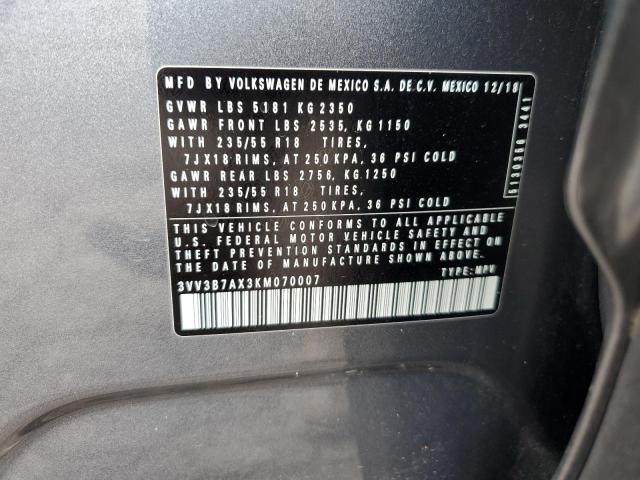 MFD BY VOLKSWAGEN DE MEXICO S.A. DE C.V. MEXICO 12/18
GVWR LBS 5181 KG 2350
GAWR FRONT LBS 2535, KG 1150
WITH 235/55 R18 TIRES,
7JX18 RIMS, AT 250 KPA, 36 PSI COLD
GAWR REAR LBS 2756, KG 1250
WITH 235/55 R18 TIRES,
7JX18 RIMS, AT 250 KPA, 36 PSI COLD
THIS VEHICLE CONFORMS TO ALL APPLICABLE
U.S. FEDERAL MOTOR VEHICLE SAFETY AND
THEFT PREVENTION STANDARDS IN EFFECT ON
THE DATE OF MANUFACTURE SHOWN ABOVE.
3VV3B7AX3KM070007 TYPE: MPV
5130350 3441